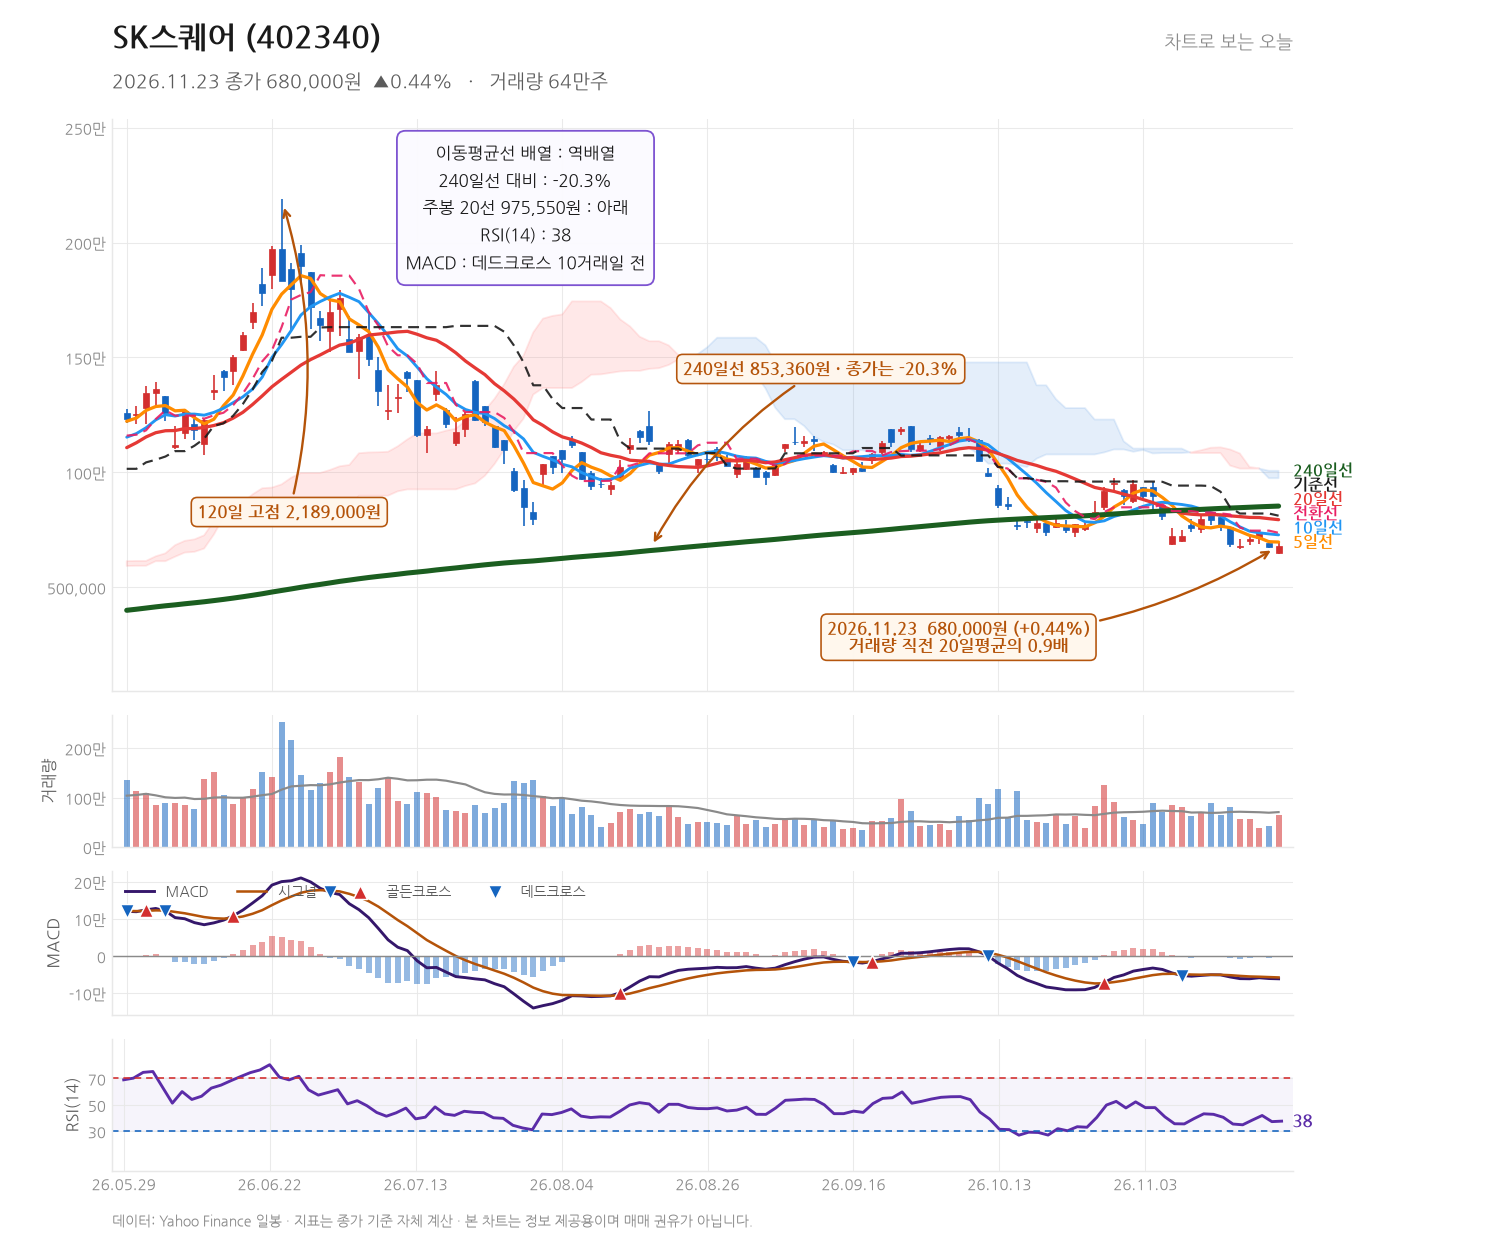 SK스퀘어 (402340)
차트로 보는 오늘
2026.11.23 종가 680,000원 ▲0.44% · 거래량 64만주
250만
200만
150만
100만
500,000
이동평균선 배열 : 역배열
240일선 대비 : -20.3%
주봉 20선 975,550원 : 아래
RSI(14) : 38
MACD : 데드크로스 10거래일 전
240일선 853,360원 · 종가는 -20.3%
120일 고점 2,189,000원
240일선
기준선
20일선
전환선
10일선
5일선
2026.11.23 680,000원 (+0.44%)
거래량 직전 20일평균의 0.9배
거래량
200만
100만
0만
MACD
20만
10만
0
-10만
MACD
시그널
골든크로스
데드크로스
RSI(14)
70
50
30
38
26.05.29
26.06.22
26.07.13
26.08.04
26.08.26
26.09.16
26.10.13
26.11.03
데이터: Yahoo Finance 일봉 · 지표는 종가 기준 자체 계산 · 본 차트는 정보 제공용이며 매매 권유가 아닙니다.